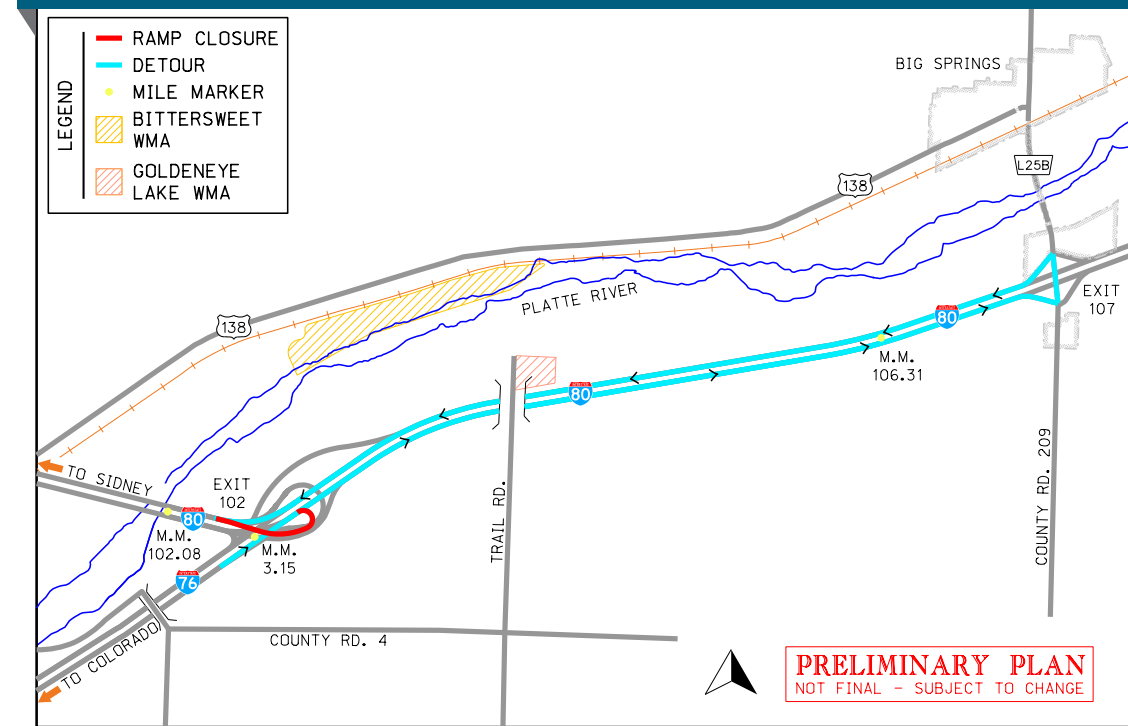 LEGEND
RAMP CLOSURE
DETOUR
MILE MARKER
BITTERSWEET
WMA
GOLDENEYE
LAKE WMA
BIG SPRINGS
L25B
138
138
PLATTE RIVER
EXIT
107
80
M.M.
106.31
80
TO SIDNEY
EXIT
102
80
M.M.
102.08
M.M.
3.15
76
TRAIL RD.
COUNTY RD. 209
TO COLORADO
COUNTY RD. 4
PRELIMINARY PLAN
NOT FINAL - SUBJECT TO CHANGE